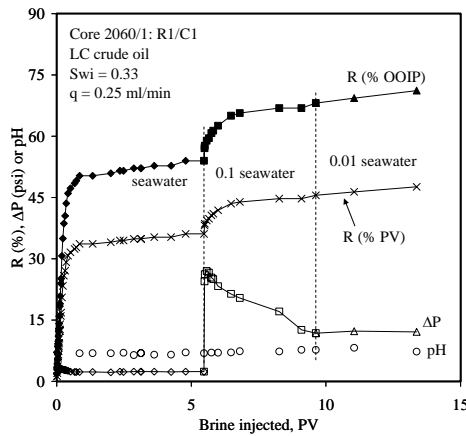 90
75
60
45
30
15
0
R (%), ΔP (psi) or pH
Core 2060/1: R1/C1
LC crude oil
Swi = 0.33
q = 0.25 ml/min
R (% OOIP)
seawater
0.1 seawater
0.01 seawater
R (% PV)
ΔP
pH
0
5
10
15
Brine injected, PV